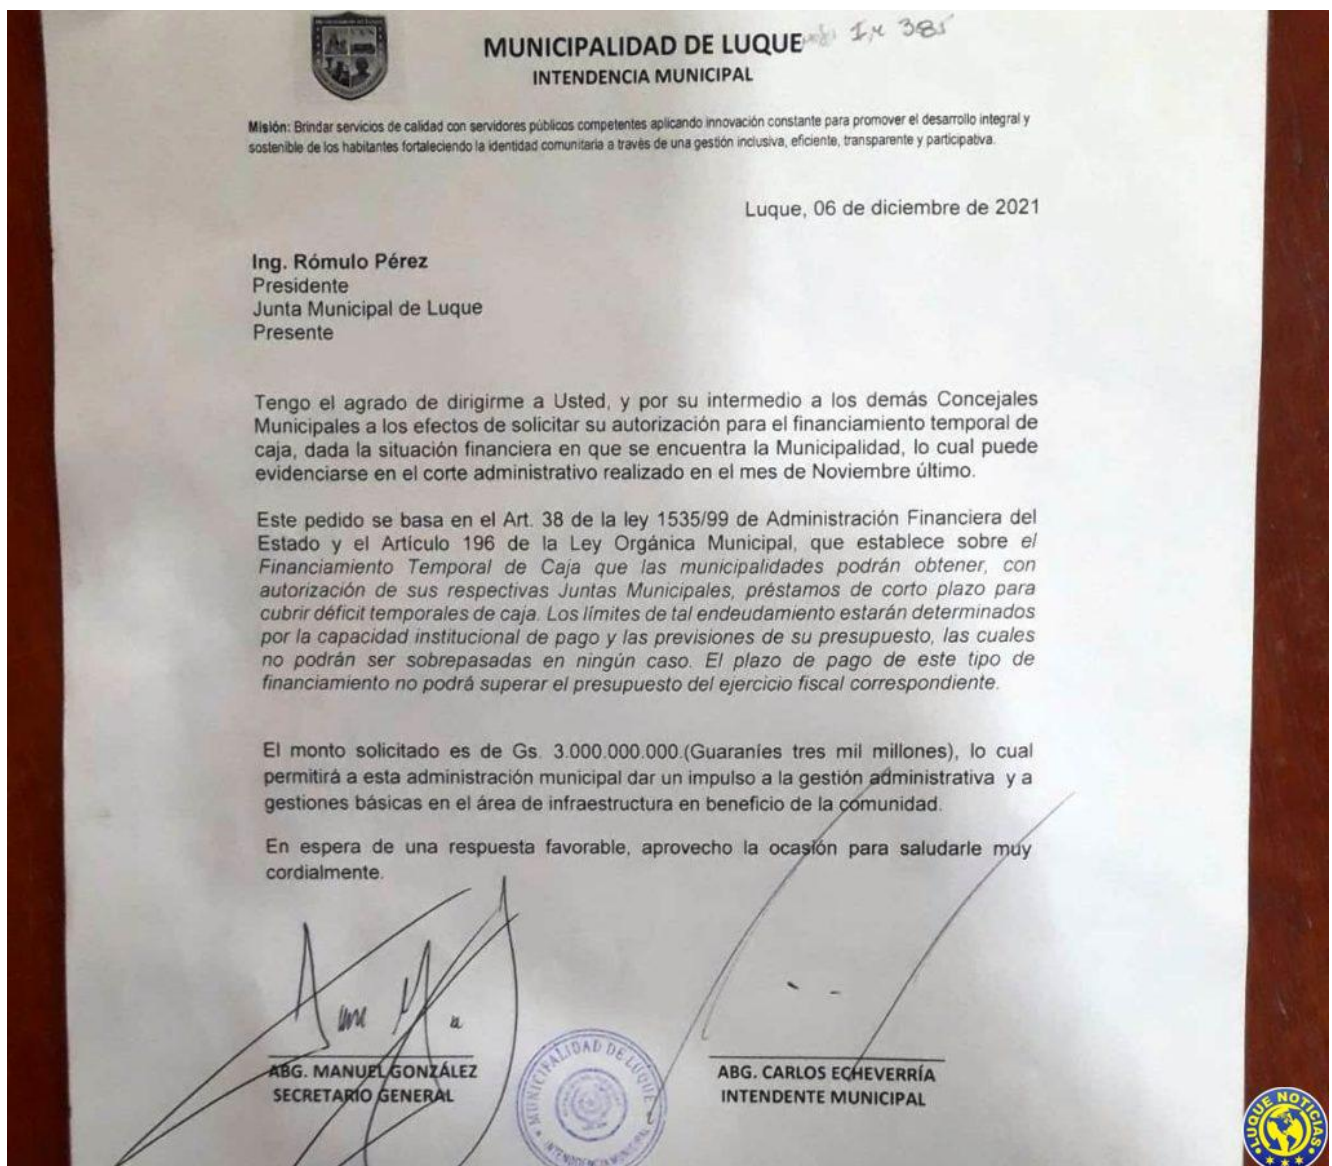 MUNICIPALIDAD DE LUQUE
I,M 385
INTENDENCIA MUNICIPAL
Misión: Brindar servicios de calidad con servidores públicos competentes aplicando innovación constante para promover el desarrollo integral y
sostenible de los habitantes fortaleciendo la identidad comunitaria a través de una gestión inclusiva, eficiente, transparente y participativa.
Luque, 06 de diciembre de 2021
Ing. Rómulo Pérez
Presidente
Junta Municipal de Luque
Presente
Tengo el agrado de dirigirme a Usted, y por su intermedio a los demás Concejales
Municipales a los efectos de solicitar su autorización para el financiamiento temporal de
caja, dada la situación financiera en que se encuentra la Municipalidad, lo cual puede
evidenciarse en el corte administrativo realizado en el mes de Noviembre último.
Este pedido se basa en el Art. 38 de la ley 1535/99 de Administración Financiera del
Estado y el Artículo 196 de la Ley Orgánica Municipal, que establece sobre el
Financiamiento Temporal de Caja que las municipalidades podrán obtener, con
autorización de sus respectivas Juntas Municipales, préstamos de corto plazo para
cubrir déficit temporales de caja. Los límites de tal endeudamiento estarán determinados
por la capacidad institucional de pago y las previsiones de su presupuesto, las cuales
no podrán ser sobrepasadas en ningún caso. El plazo de pago de este tipo de
financiamiento no podrá superar el presupuesto del ejercicio fiscal correspondiente.
El monto solicitado es de Gs. 3.000.000.000.(Guaraníes tres mil millones), lo cual
permitirá a esta administración municipal dar un impulso a la gestión administrativa y a
gestiones básicas en el área de infraestructura en beneficio de la comunidad.
En espera de una respuesta favorable, aprovecho la ocasión para saludarle muy
cordialmente.
ABG. MANUEL GONZÁLEZ
SECRETARIO GENERAL
MUNICIPALIDAD DE LUQUE
INTENDENCIA MUNICIPAL
ABG. CARLOS ECHEVERRÍA
INTENDENTE MUNICIPAL
LUQUE NOTICIAS